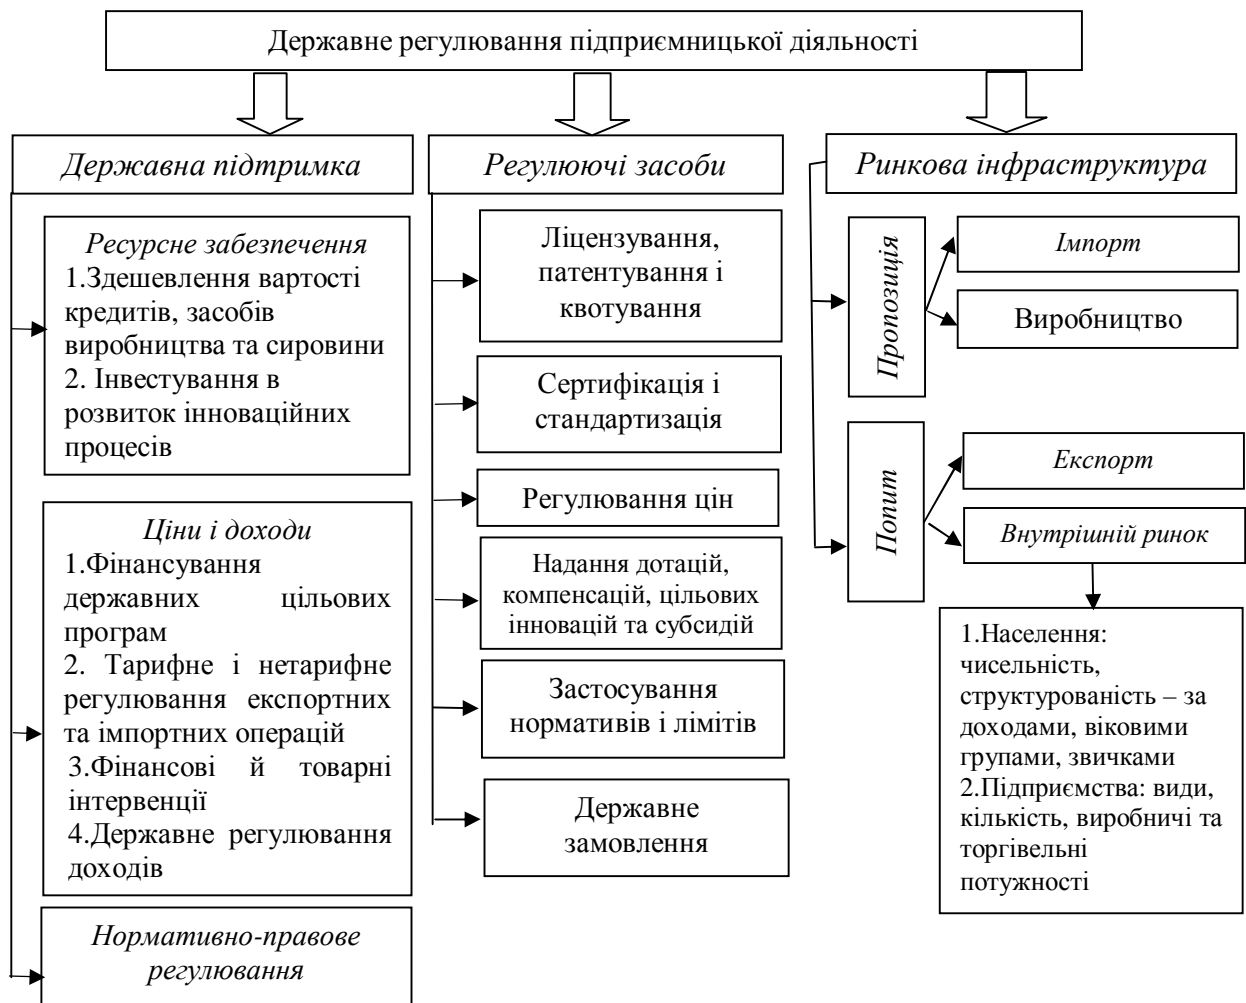 Державне регулювання підприємницької діяльності
Державна підтримка
Ресурсне забезпечення
1.Здешевлення вартості
кредитів, засобів
виробництва та сировини
2. Інвестування в
розвиток інноваційних
процесів
Ціни і доходи
1.Фінансування
державних цільових
програм
2. Тарифне і нетарифне
регулювання експортних
та імпортних операцій
3.Фінансові й товарні
інтервенції
4.Державне регулювання
доходів
Нормативно-правове
регулювання
Регулюючі засоби
Ліцензування,
патентування і
квотування
Сертифікація і
стандартизація
Регулювання цін
Надання дотацій,
компенсацій, цільових
інновацій та субсидій
Застосування
нормативів і лімітів
Державне
замовлення
Ринкова інфраструктура
Пропозиція
Імпорт
Виробництво
Попит
Експорт
Внутрішній ринок
1.Населення:
чисельність,
структурованість – за
доходами, віковими
групами, звичками
2.Підприємства: види,
кількість, виробничі та
торгівельні
потужності